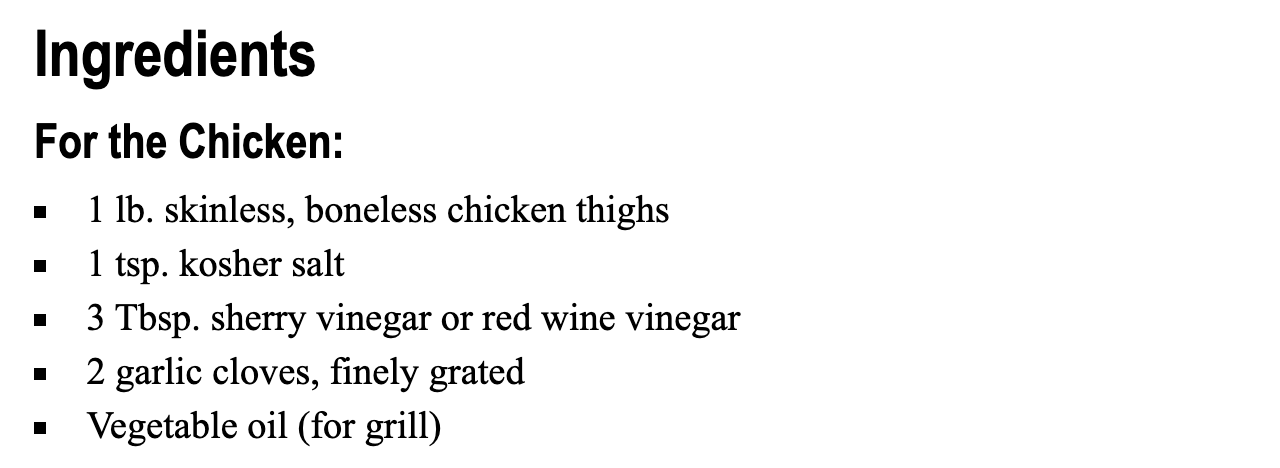 Ingredients
For the Chicken:
▪ 1 lb. skinless, boneless chicken thighs
▪ 1 tsp. kosher salt
▪ 3 Tbsp. sherry vinegar or red wine vinegar
▪ 2 garlic cloves, finely grated
▪ Vegetable oil (for grill)